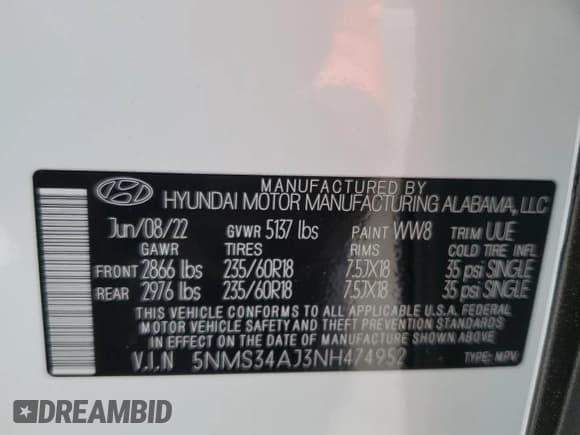 MANUFACTURED BY
HYUNDAI MOTOR MANUFACTURING ALABAMA, LLC
Jun/08/22 GVWR 5137 lbs PAINT WW8 TRIM UUE
GAWR TIRES RIMS COLD TIRE INFL
FRONT 2866 lbs 235/60R18 7.5JX18 35 psi SINGLE
REAR 2976 lbs 235/60R18 7.5JX18 35 psi SINGLE
THIS VEHICLE CONFORMS TO ALL APPLICABLE U.S.A. FEDERAL
MOTOR VEHICLE SAFETY, BUMPER, AND THEFT PREVENTION
STANDARDS IN EFFECT ON THE DATE OF MANUFACTURE SHOWN ABOVE.
V.I.N 5NMS34AJ3NH474952 TYPE: MPV
DREAMBID